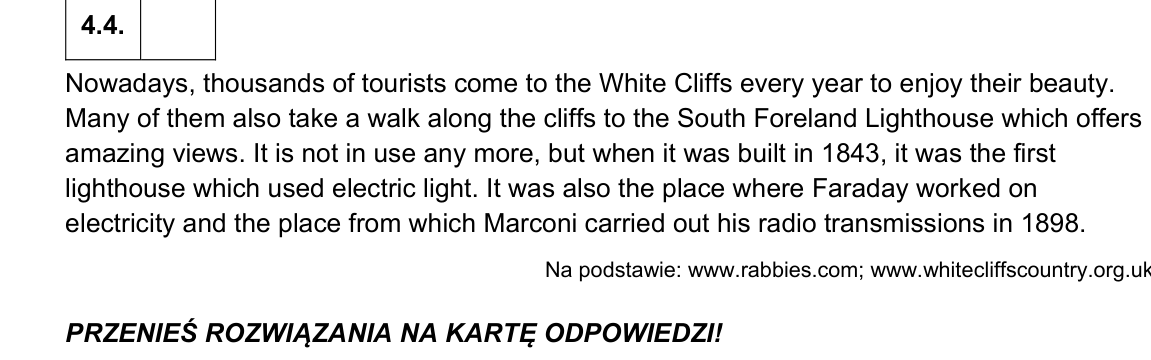 4.4.
Nowadays, thousands of tourists come to the White Cliffs every year to enjoy their beauty.
Many of them also take a walk along the cliffs to the South Foreland Lighthouse which offers
amazing views. It is not in use any more, but when it was built in 1843, it was the first
lighthouse which used electric light. It was also the place where Faraday worked on
electricity and the place from which Marconi carried out his radio transmissions in 1898.
Na podstawie: www.rabbies.com; www.whitecliffscountry.org.uk
PRZENIEŚ ROZWIĄZANIA NA KARTĘ ODPOWIEDZI!